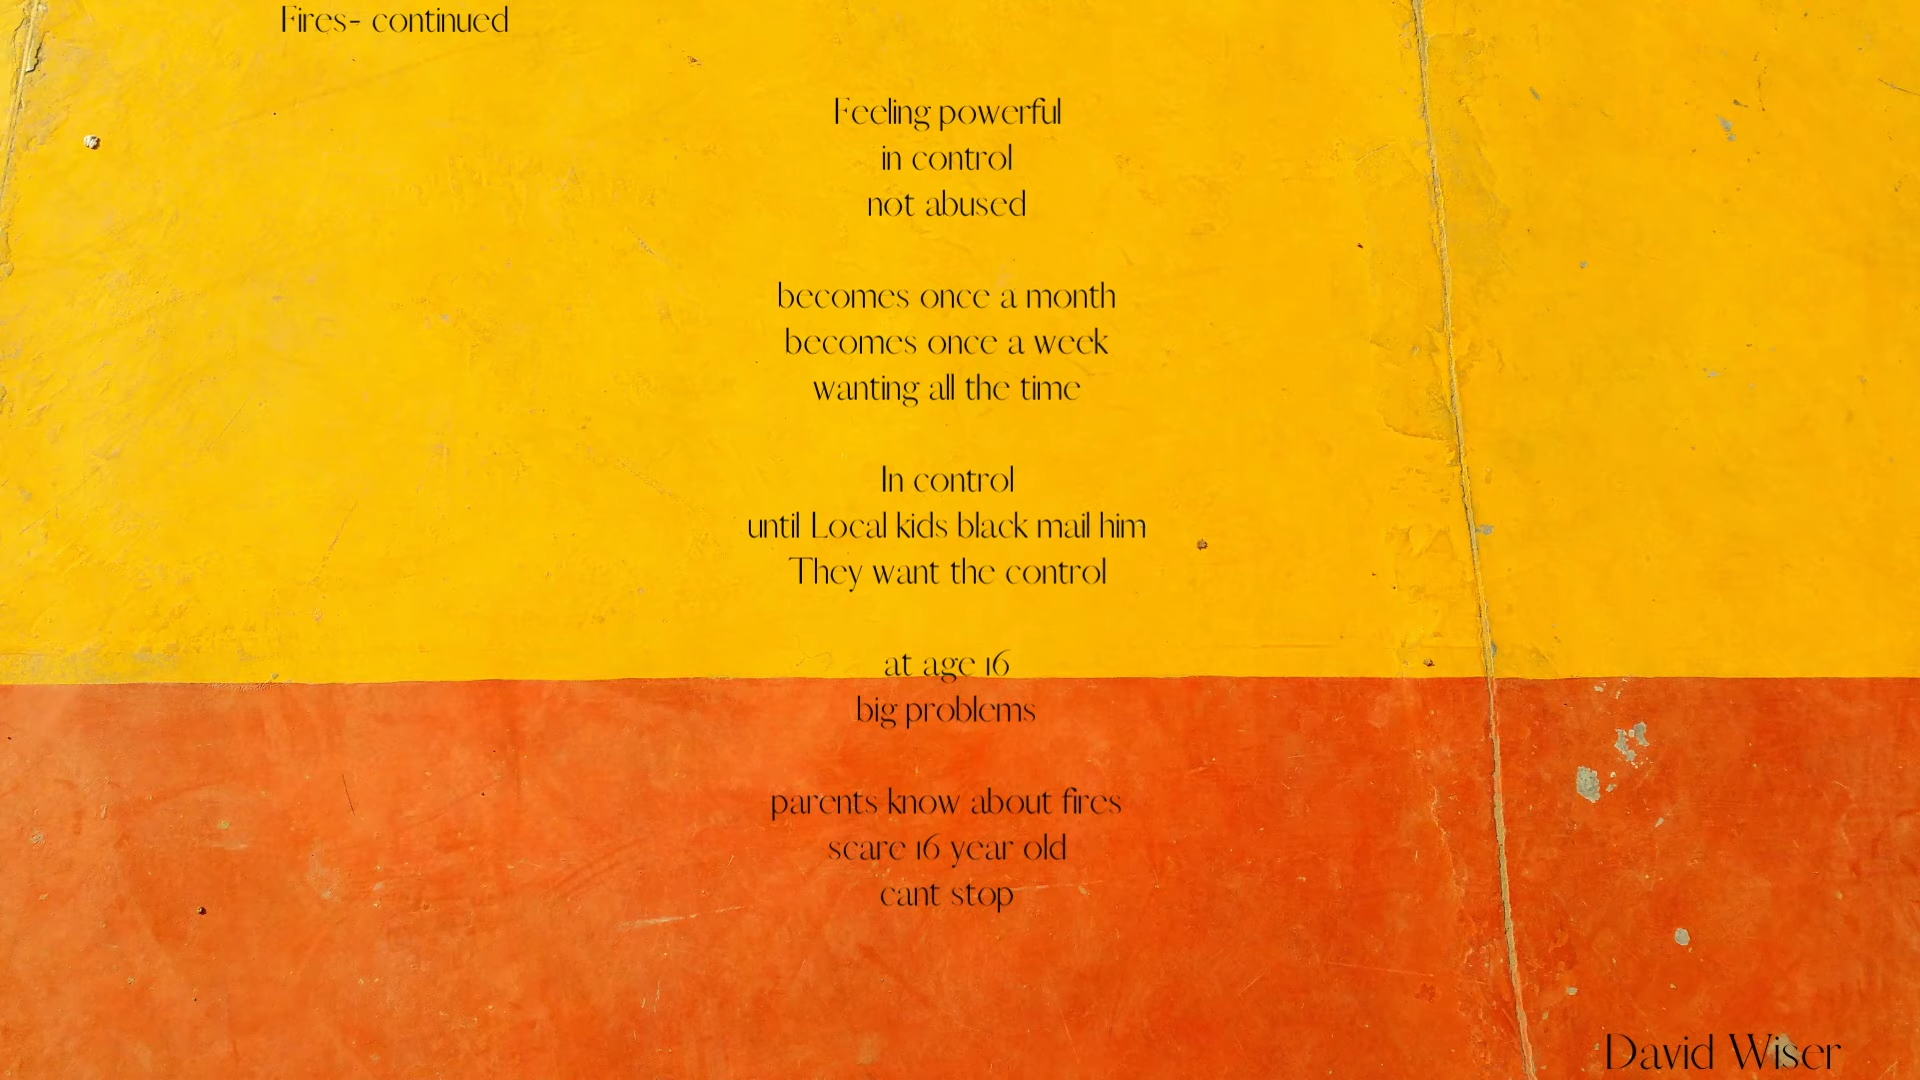 Fires- continued
Feeling powerful
in control
not abused
becomes once a month
becomes once a week
wanting all the time
In control
until Local kids black mail him
They want the control
at age 16
big problems
parents know about fires
scare 16 year old
cant stop
David Wiser